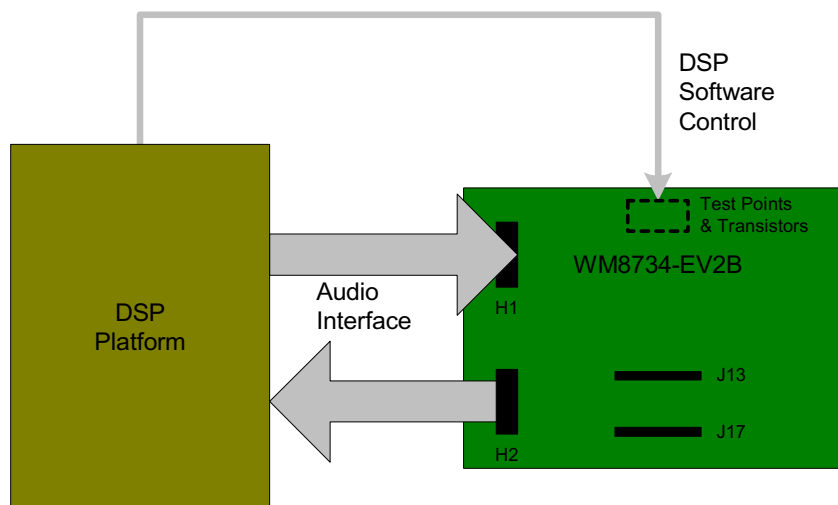 DSP
Software
Control
Test Points
& Transistors
WM8734-EV2B
H1
Audio
Interface
DSP
Platform
J13
J17
H2